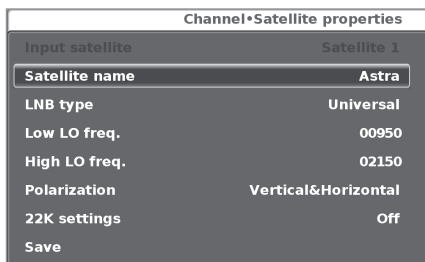 Channel•Satellite properties
Input satellite Satellite 1
Satellite name Astra
LNB type Universal
Low LO freq. 00950
High LO freq. 02150
Polarization Vertical&Horizontal
22K settings Off
Save